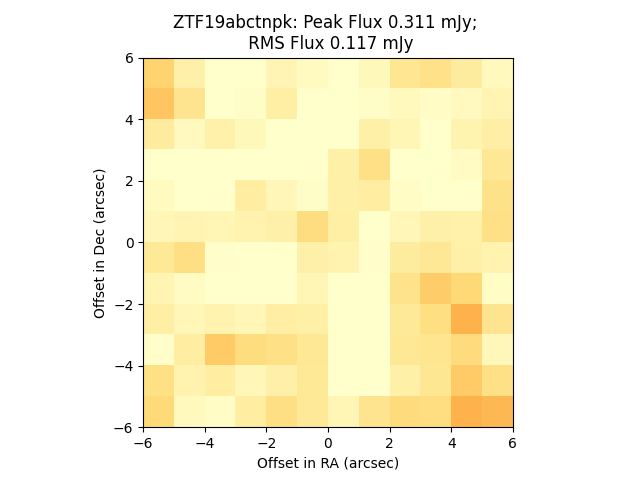 ZTF19abctnpk: Peak Flux 0.311 mJy;
RMS Flux 0.117 mJy
6
4
2
0
−2
−4
−6
Offset in Dec (arcsec)
−6 −4 −2 0 2 4 6
Offset in RA (arcsec)